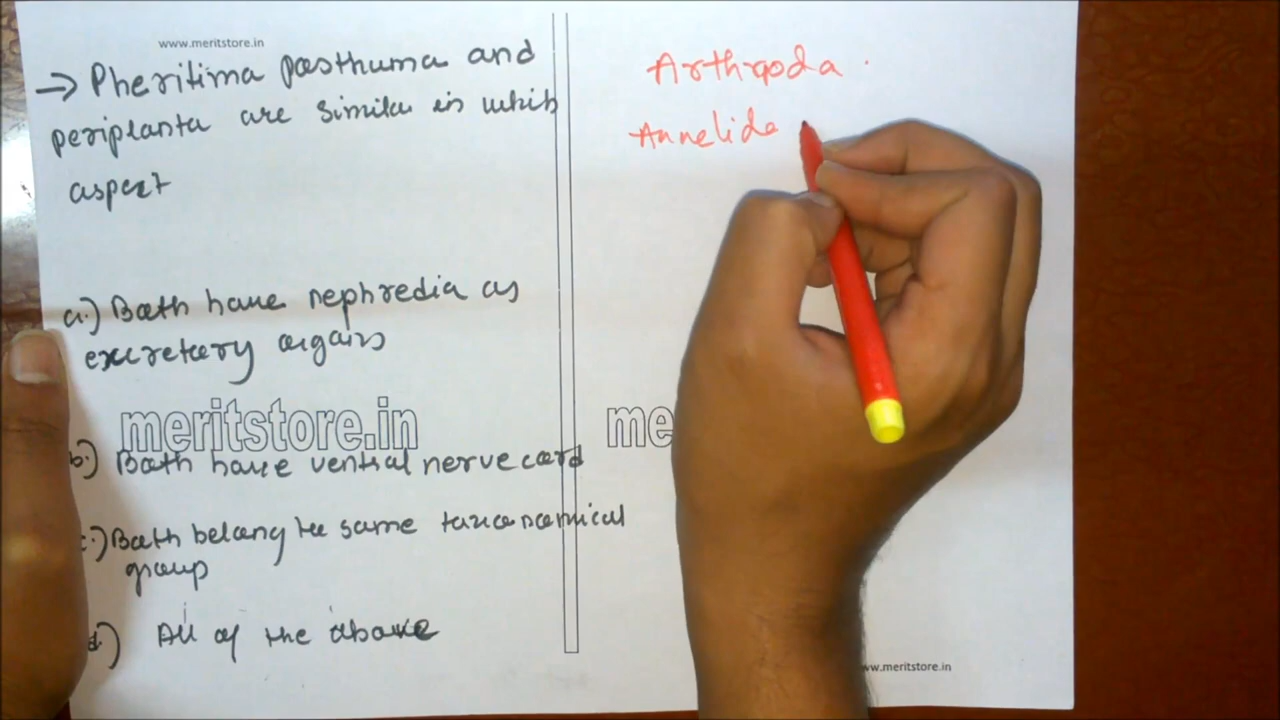 www.meritstore.in
→ Pheritima pasthuma and
periplanta are similar in which
aspect
a.) Both have nephredia as
excretory organs
meritstore.in
b.) Both have ventral nerve cord
c.) Both belong to same taxonomical
group
d.) All of the above
Arthropoda .
Annelida
me
www.meritstore.in